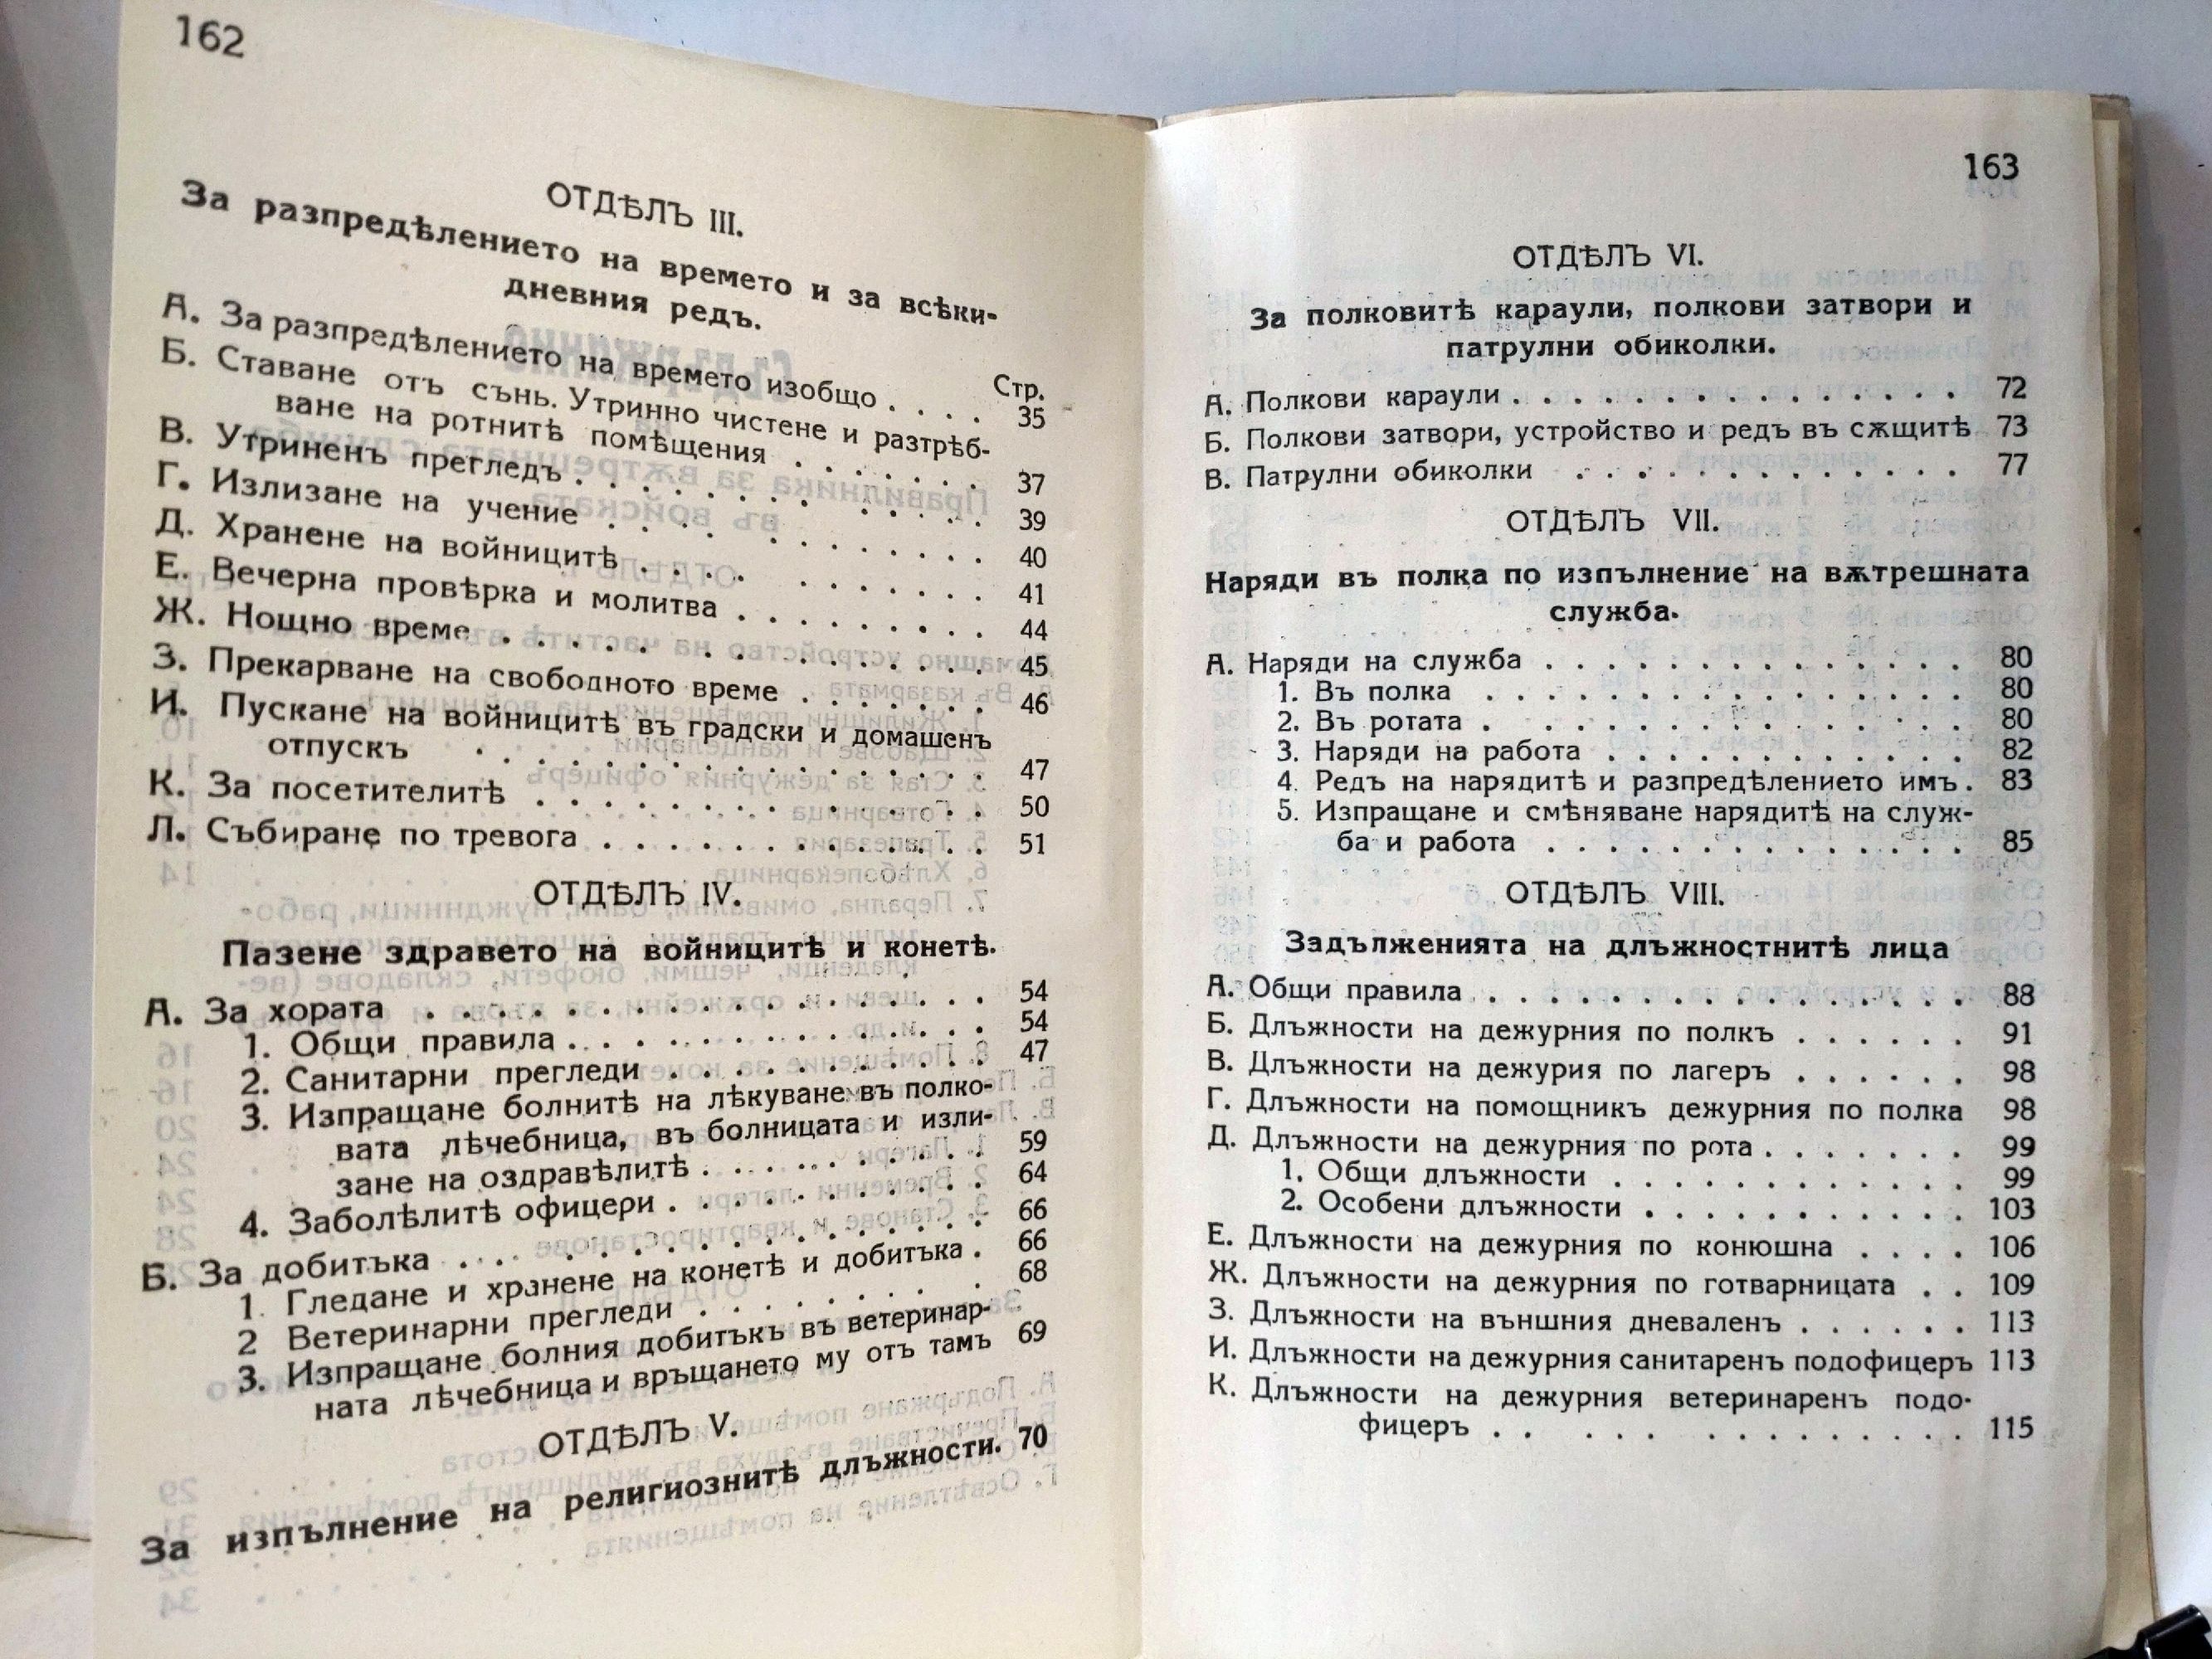 162
ОТДѢЛЪ III.
За разпредѣлението на времето и за всѣки-
дневния редъ.
Стр.
А. За разпредѣлението на времето изобщо . . . . 35
Б. Ставане отъ сънь. Утринно чистене и разтрѣб-
ване на ротнитѣ помѣщения . . . . . . . 37
В. Утриненъ прегледъ . . . . . . . . . . . . 39
Г. Излизане на учение . . . . . . . . . . . 40
Д. Хранене на войницитѣ . . . . . . . . . . 41
Е. Вечерна провѣрка и молитва . . . . . . . . . 44
Ж. Нощно време . . . . . . . . . . . . . 45
З. Прекарване на свободното време . . . . . . . 46
И. Пускане на войницитѣ въ градски и домашенъ
отпускъ . . . . . . . . . . . . . . . . 47
К. За посетителитѣ . . . . . . . . . . . . . . 50
Л. Събиране по тревога . . . . . . . . . . . . . 51
ОТДѢЛЪ IV.
Пазене здравето на войницитѣ и конетѣ.
А. За хората . . . . . . . . . . . . . . . . . 54
1. Общи правила . . . . . . . . . . . . . . . 54
2. Санитарни прегледи . . . . . . . . . . . 47
3. Изпращане болнитѣ на лѣкуване въ полко-
вата лѣчебница, въ болницата и изли-
зане на оздравѣлитѣ . . . . . . . . . . 59
4. Заболѣлитѣ офицери . . . . . . . . . . . 64
Б. За добитъка . . . . . . . . . . . . . . . . 66
1. Гледане и хранене на конетѣ и добитъка . 66
2 Ветеринарни прегледи . . . . . . . . . . 68
3. Изпращане болния добитъкъ въ ветеринар-
ната лѣчебница и връщането му отъ тамъ 69
ОТДѢЛЪ V.
За изпълнение на религиознитѣ длъжности. 70
163
ОТДѢЛЪ VI.
За полковитѣ караули, полкови затвори и
патрулни обиколки.
А. Полкови караули . . . . . . . . . . . . . . . . 72
Б. Полкови затвори, устройство и редъ въ сѫщитѣ 73
В. Патрулни обиколки . . . . . . . . . . . . . 77
ОТДѢЛЪ VII.
Наряди въ полка по изпълнение на вѫтрешната
служба.
А. Наряди на служба . . . . . . . . . . . . . . . 80
1. Въ полка . . . . . . . . . . . . . . . . . 80
2. Въ ротата . . . . . . . . . . . . . . . . 80
3. Наряди на работа . . . . . . . . . . . . . 82
4. Редъ на нарядитѣ и разпредѣлението имъ . 83
5. Изпращане и смѣняване нарядитѣ на служ-
ба и работа . . . . . . . . . . . . . . . 85
ОТДѢЛЪ VIII.
Задълженията на длъжностнитѣ лица
А. Общи правила . . . . . . . . . . . . . . . . . 88
Б. Длъжности на дежурния по полкъ . . . . . . 91
В. Длъжности на дежурия по лагеръ . . . . . . 98
Г. Длъжности на помощникъ дежурния по полка 98
Д. Длъжности на дежурния по рота . . . . . . . 99
1. Общи длъжности . . . . . . . . . . . . . 99
2. Особени длъжности . . . . . . . . . . . 103
Е. Длъжности на дежурния по конюшна . . . . 106
Ж. Длъжности на дежурния по готварницата . . 109
З. Длъжности на външния дневаленъ . . . . . . 113
И. Длъжности на дежурния санитаренъ подофицеръ 113
К. Длъжности на дежурния ветеринаренъ подо-
фицеръ . . . . . . . . . . . . . . 115